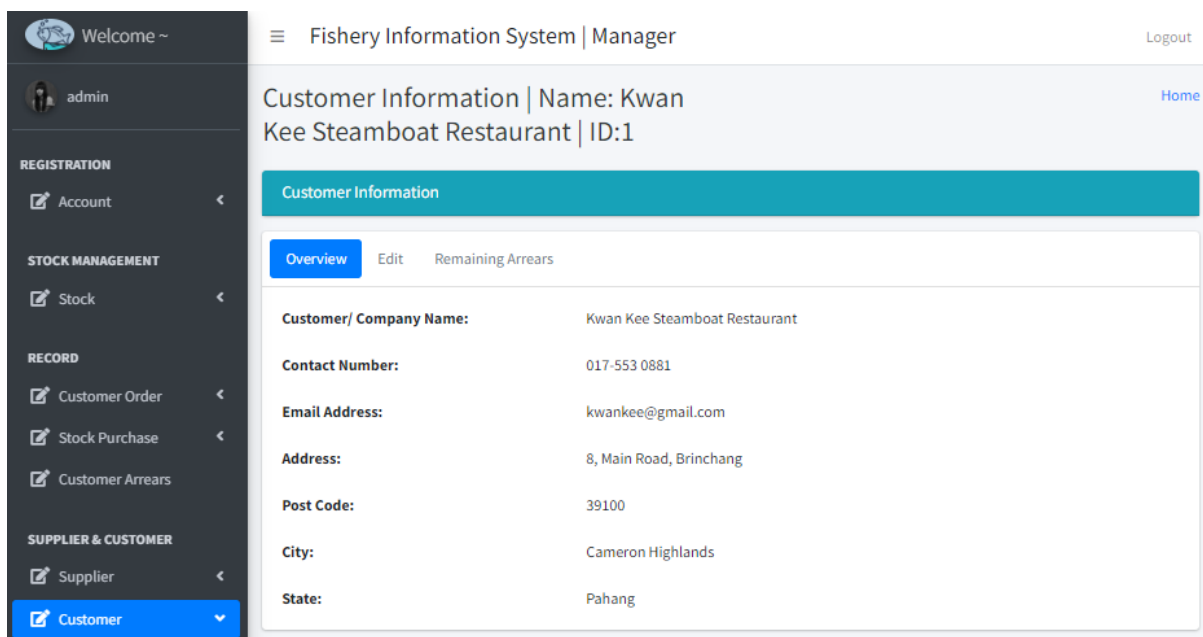 Welcome ~
Fishery Information System | Manager
Logout
admin
Customer Information | Name: Kwan
Kee Steamboat Restaurant | ID:1
Home
REGISTRATION
Account
STOCK MANAGEMENT
Stock
RECORD
Customer Order
Stock Purchase
Customer Arrears
SUPPLIER & CUSTOMER
Supplier
Customer
Customer Information
Overview Edit Remaining Arrears
Customer/ Company Name: Kwan Kee Steamboat Restaurant
Contact Number: 017-553 0881
Email Address: kwankee@gmail.com
Address: 8, Main Road, Brinchang
Post Code: 39100
City: Cameron Highlands
State: Pahang